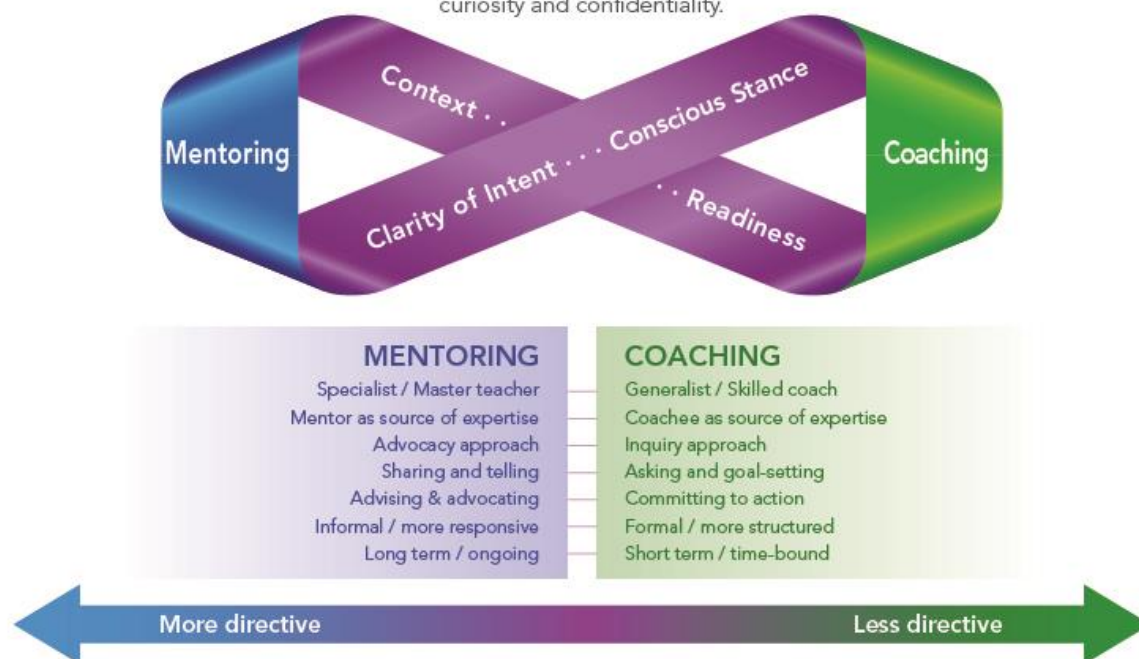 curiosity and confidentiality.
Mentoring
Context . .
. . Readiness
Clarity of Intent . . . Conscious Stance
Coaching
MENTORING
Specialist / Master teacher
Mentor as source of expertise
Advocacy approach
Sharing and telling
Advising & advocating
Informal / more responsive
Long term / ongoing
COACHING
Generalist / Skilled coach
Coachee as source of expertise
Inquiry approach
Asking and goal-setting
Committing to action
Formal / more structured
Short term / time-bound
More directive
Less directive